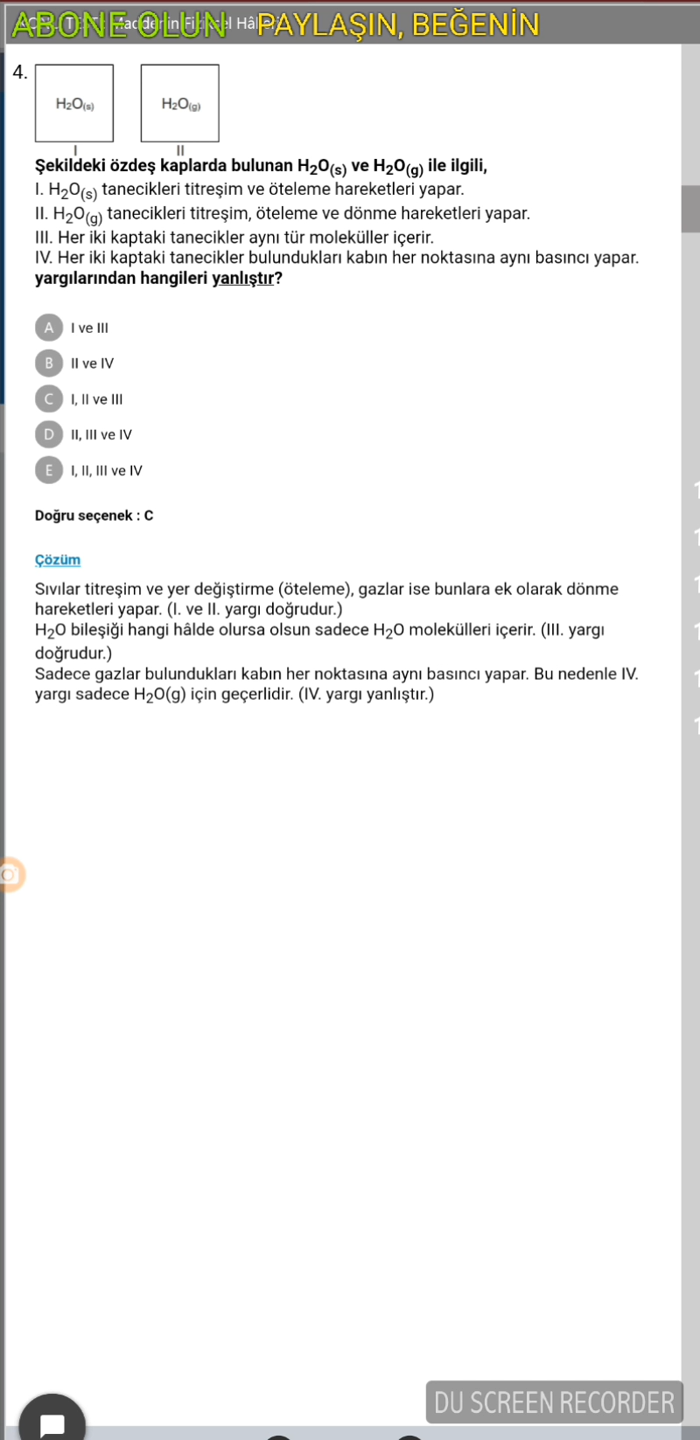 ABONE OLUN PAYLAŞIN, BEĞENİN
4.
H₂O(s) H₂O(g)
I II
Şekildeki özdeş kaplarda bulunan H₂O(s) ve H₂O(g) ile ilgili,
I. H₂O(s) tanecikleri titreşim ve öteleme hareketleri yapar.
II. H₂O(g) tanecikleri titreşim, öteleme ve dönme hareketleri yapar.
III. Her iki kaptaki tanecikler aynı tür moleküller içerir.
IV. Her iki kaptaki tanecikler bulundukları kabın her noktasına aynı basıncı yapar.
yargılarından hangileri yanlıştır?
A I ve III
B II ve IV
C I, II ve III
D II, III ve IV
E I, II, III ve IV
Doğru seçenek : C
Çözüm
Sıvılar titreşim ve yer değiştirme (öteleme), gazlar ise bunlara ek olarak dönme
hareketleri yapar. (I. ve II. yargı doğrudur.)
H₂O bileşiği hangi hâlde olursa olsun sadece H₂O molekülleri içerir. (III. yargı
doğrudur.)
Sadece gazlar bulundukları kabın her noktasına aynı basıncı yapar. Bu nedenle IV.
yargı sadece H₂O(g) için geçerlidir. (IV. yargı yanlıştır.)
DU SCREEN RECORDER